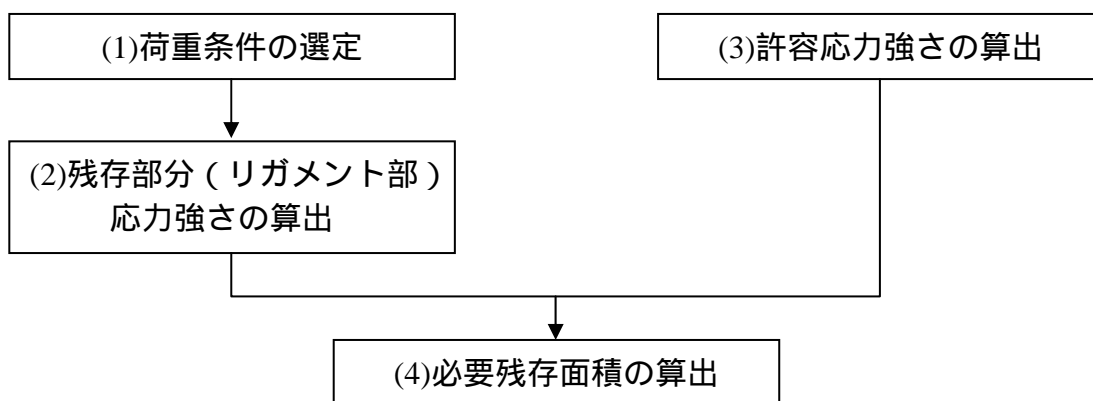 (1)荷重条件の選定
(3)許容応力強さの算出
(2)残存部分(リガメント部)
応力強さの算出
(4)必要残存面積の算出